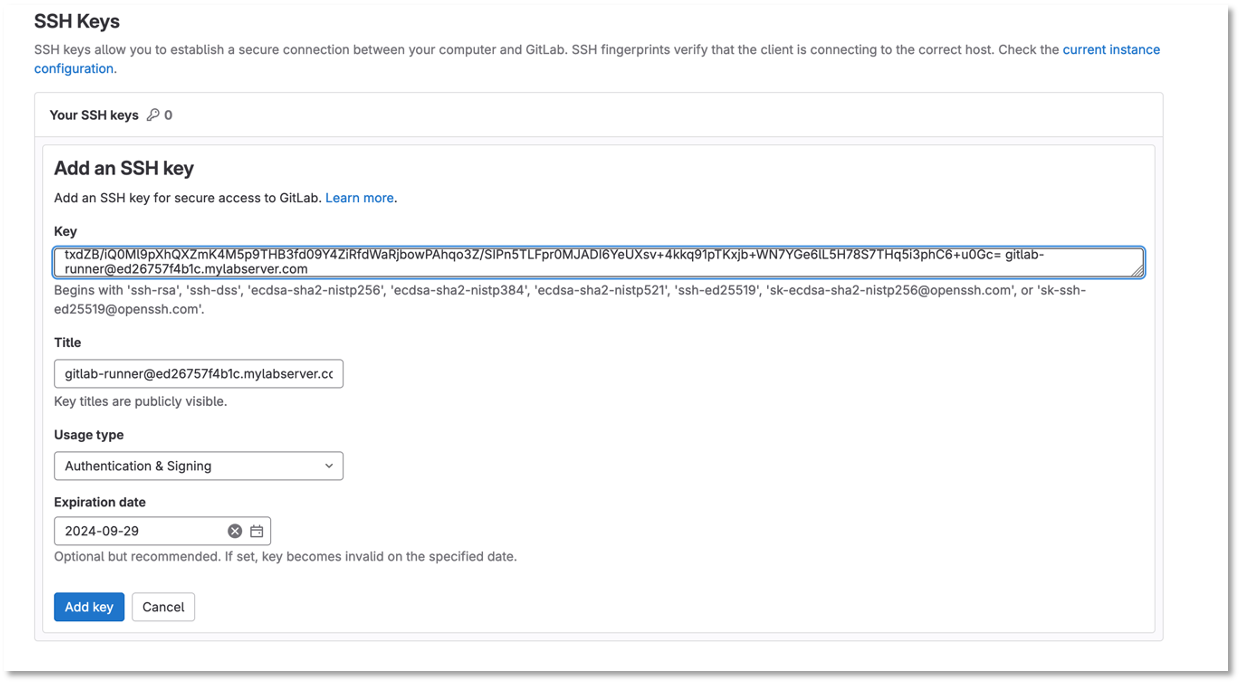 SSH Keys
SSH keys allow you to establish a secure connection between your computer and GitLab. SSH fingerprints verify that the client is connecting to the correct host. Check the current instance
configuration.
Your SSH keys 0
Add an SSH key
Add an SSH key for secure access to GitLab. Learn more.
Key
txdZB/iQ0Ml9pXhQXZmK4M5p9THB3fd09Y4ZiRfdWaRjbowPAhqo3Z/SlPn5TLFpr0MJADl6YeUXsv+4kkq91pTKxjb+WN7YGe6lL5H78S7THq5i3phC6+u0Gc= gitlab-
runner@ed26757f4b1c.mylabserver.com
Begins with 'ssh-rsa', 'ssh-dss', 'ecdsa-sha2-nistp256', 'ecdsa-sha2-nistp384', 'ecdsa-sha2-nistp521', 'ssh-ed25519', 'sk-ecdsa-sha2-nistp256@openssh.com', or 'sk-ssh-
ed25519@openssh.com'.
Title
gitlab-runner@ed26757f4b1c.mylabserver.cc
Key titles are publicly visible.
Usage type
Authentication & Signing
Expiration date
2024-09-29
Optional but recommended. If set, key becomes invalid on the specified date.
Add key Cancel